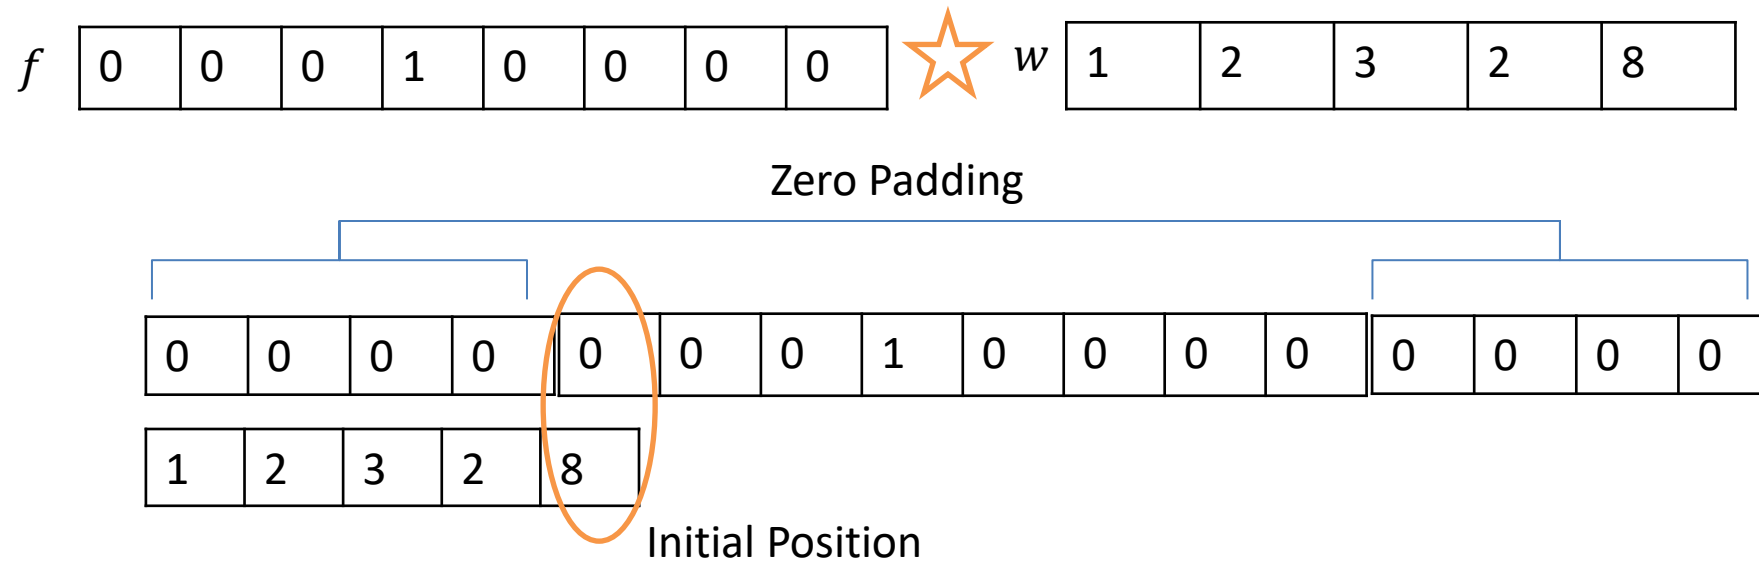 f 0 0 0 1 0 0 0 0 w 1 2 3 2 8
Zero Padding
0 0 0 0 0 0 0 1 0 0 0 0 0 0 0 0
1 2 3 2 8
Initial Position